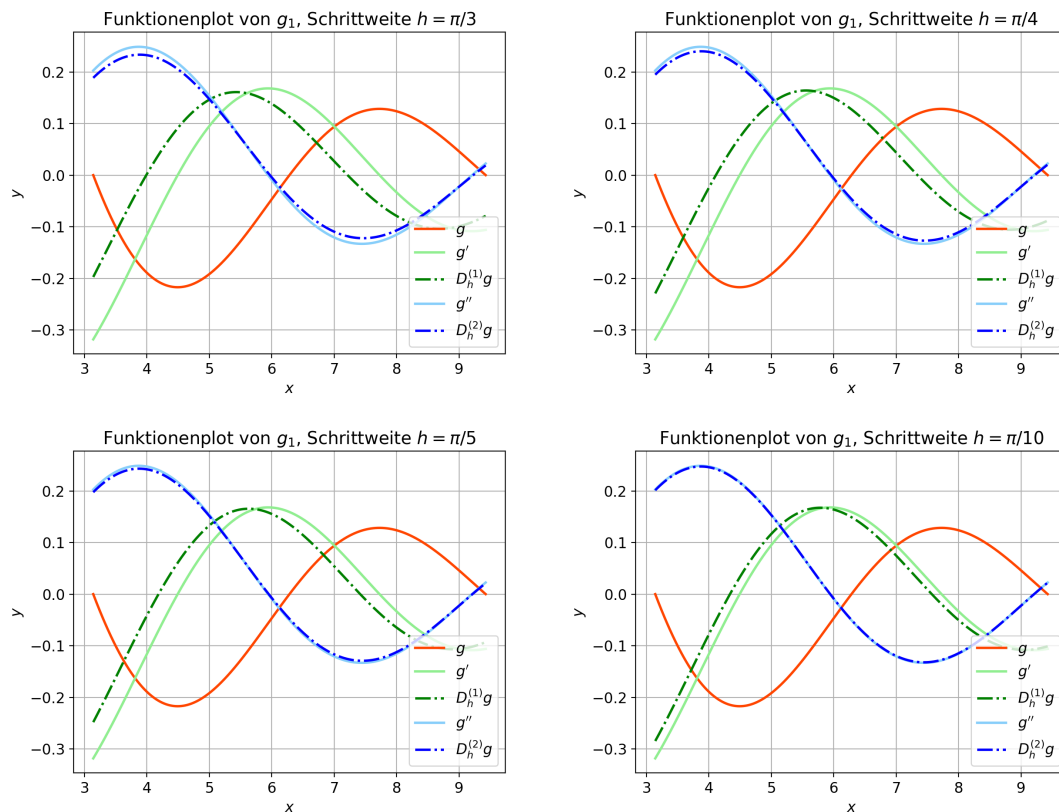 Funktionenplot von g₁, Schrittweite h = π/3
0.2
0.1
0.0
−0.1
−0.2
−0.3
y
3 4 5 6 7 8 9
x
g
g′
D_h^{(1)}g
g′′
D_h^{(2)}g
Funktionenplot von g₁, Schrittweite h = π/4
0.2
0.1
0.0
−0.1
−0.2
−0.3
y
3 4 5 6 7 8 9
x
g
g′
D_h^{(1)}g
g′′
D_h^{(2)}g
Funktionenplot von g₁, Schrittweite h = π/5
0.2
0.1
0.0
−0.1
−0.2
−0.3
y
3 4 5 6 7 8 9
x
g
g′
D_h^{(1)}g
g′′
D_h^{(2)}g
Funktionenplot von g₁, Schrittweite h = π/10
0.2
0.1
0.0
−0.1
−0.2
−0.3
y
3 4 5 6 7 8 9
x
g
g′
D_h^{(1)}g
g′′
D_h^{(2)}g